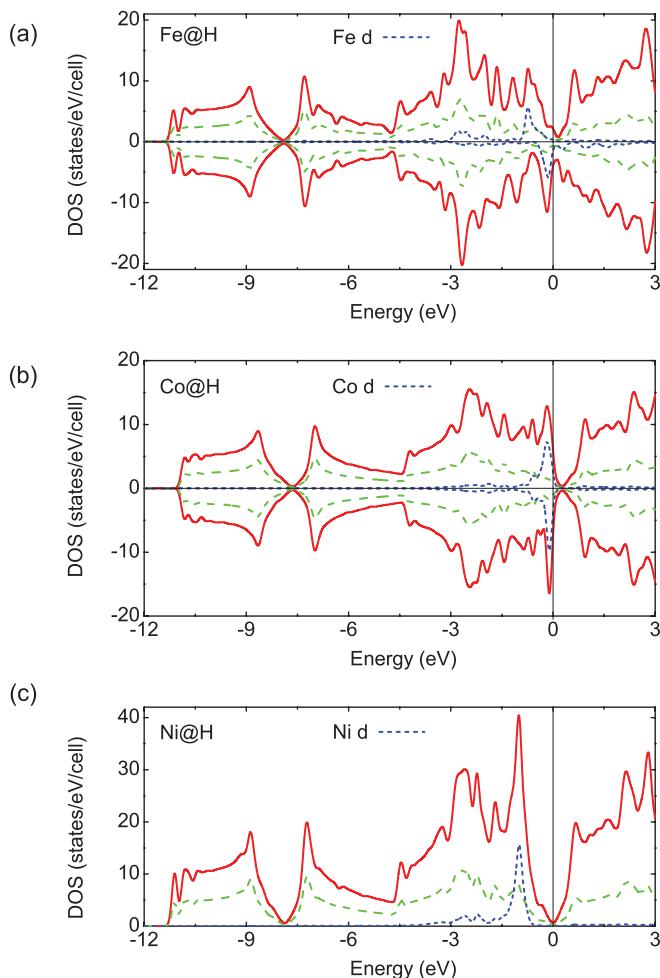 (a)
Fe@H
Fe d
DOS (states/eV/cell)
20
10
0
-10
-20
-12
-9
-6
-3
0
3
Energy (eV)
(b)
Co@H
Co d
DOS (states/eV/cell)
20
10
0
-10
-20
-12
-9
-6
-3
0
3
Energy (eV)
(c)
Ni@H
Ni d
DOS (states/eV/cell)
40
30
20
10
0
-12
-9
-6
-3
0
3
Energy (eV)